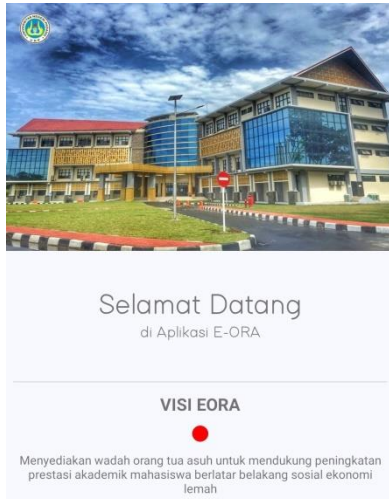 Selamat Datang
di Aplikasi E-ORA
VISI EORA
Menyediakan wadah orang tua asuh untuk mendukung peningkatan
prestasi akademik mahasiswa berlatar belakang sosial ekonomi
lemah